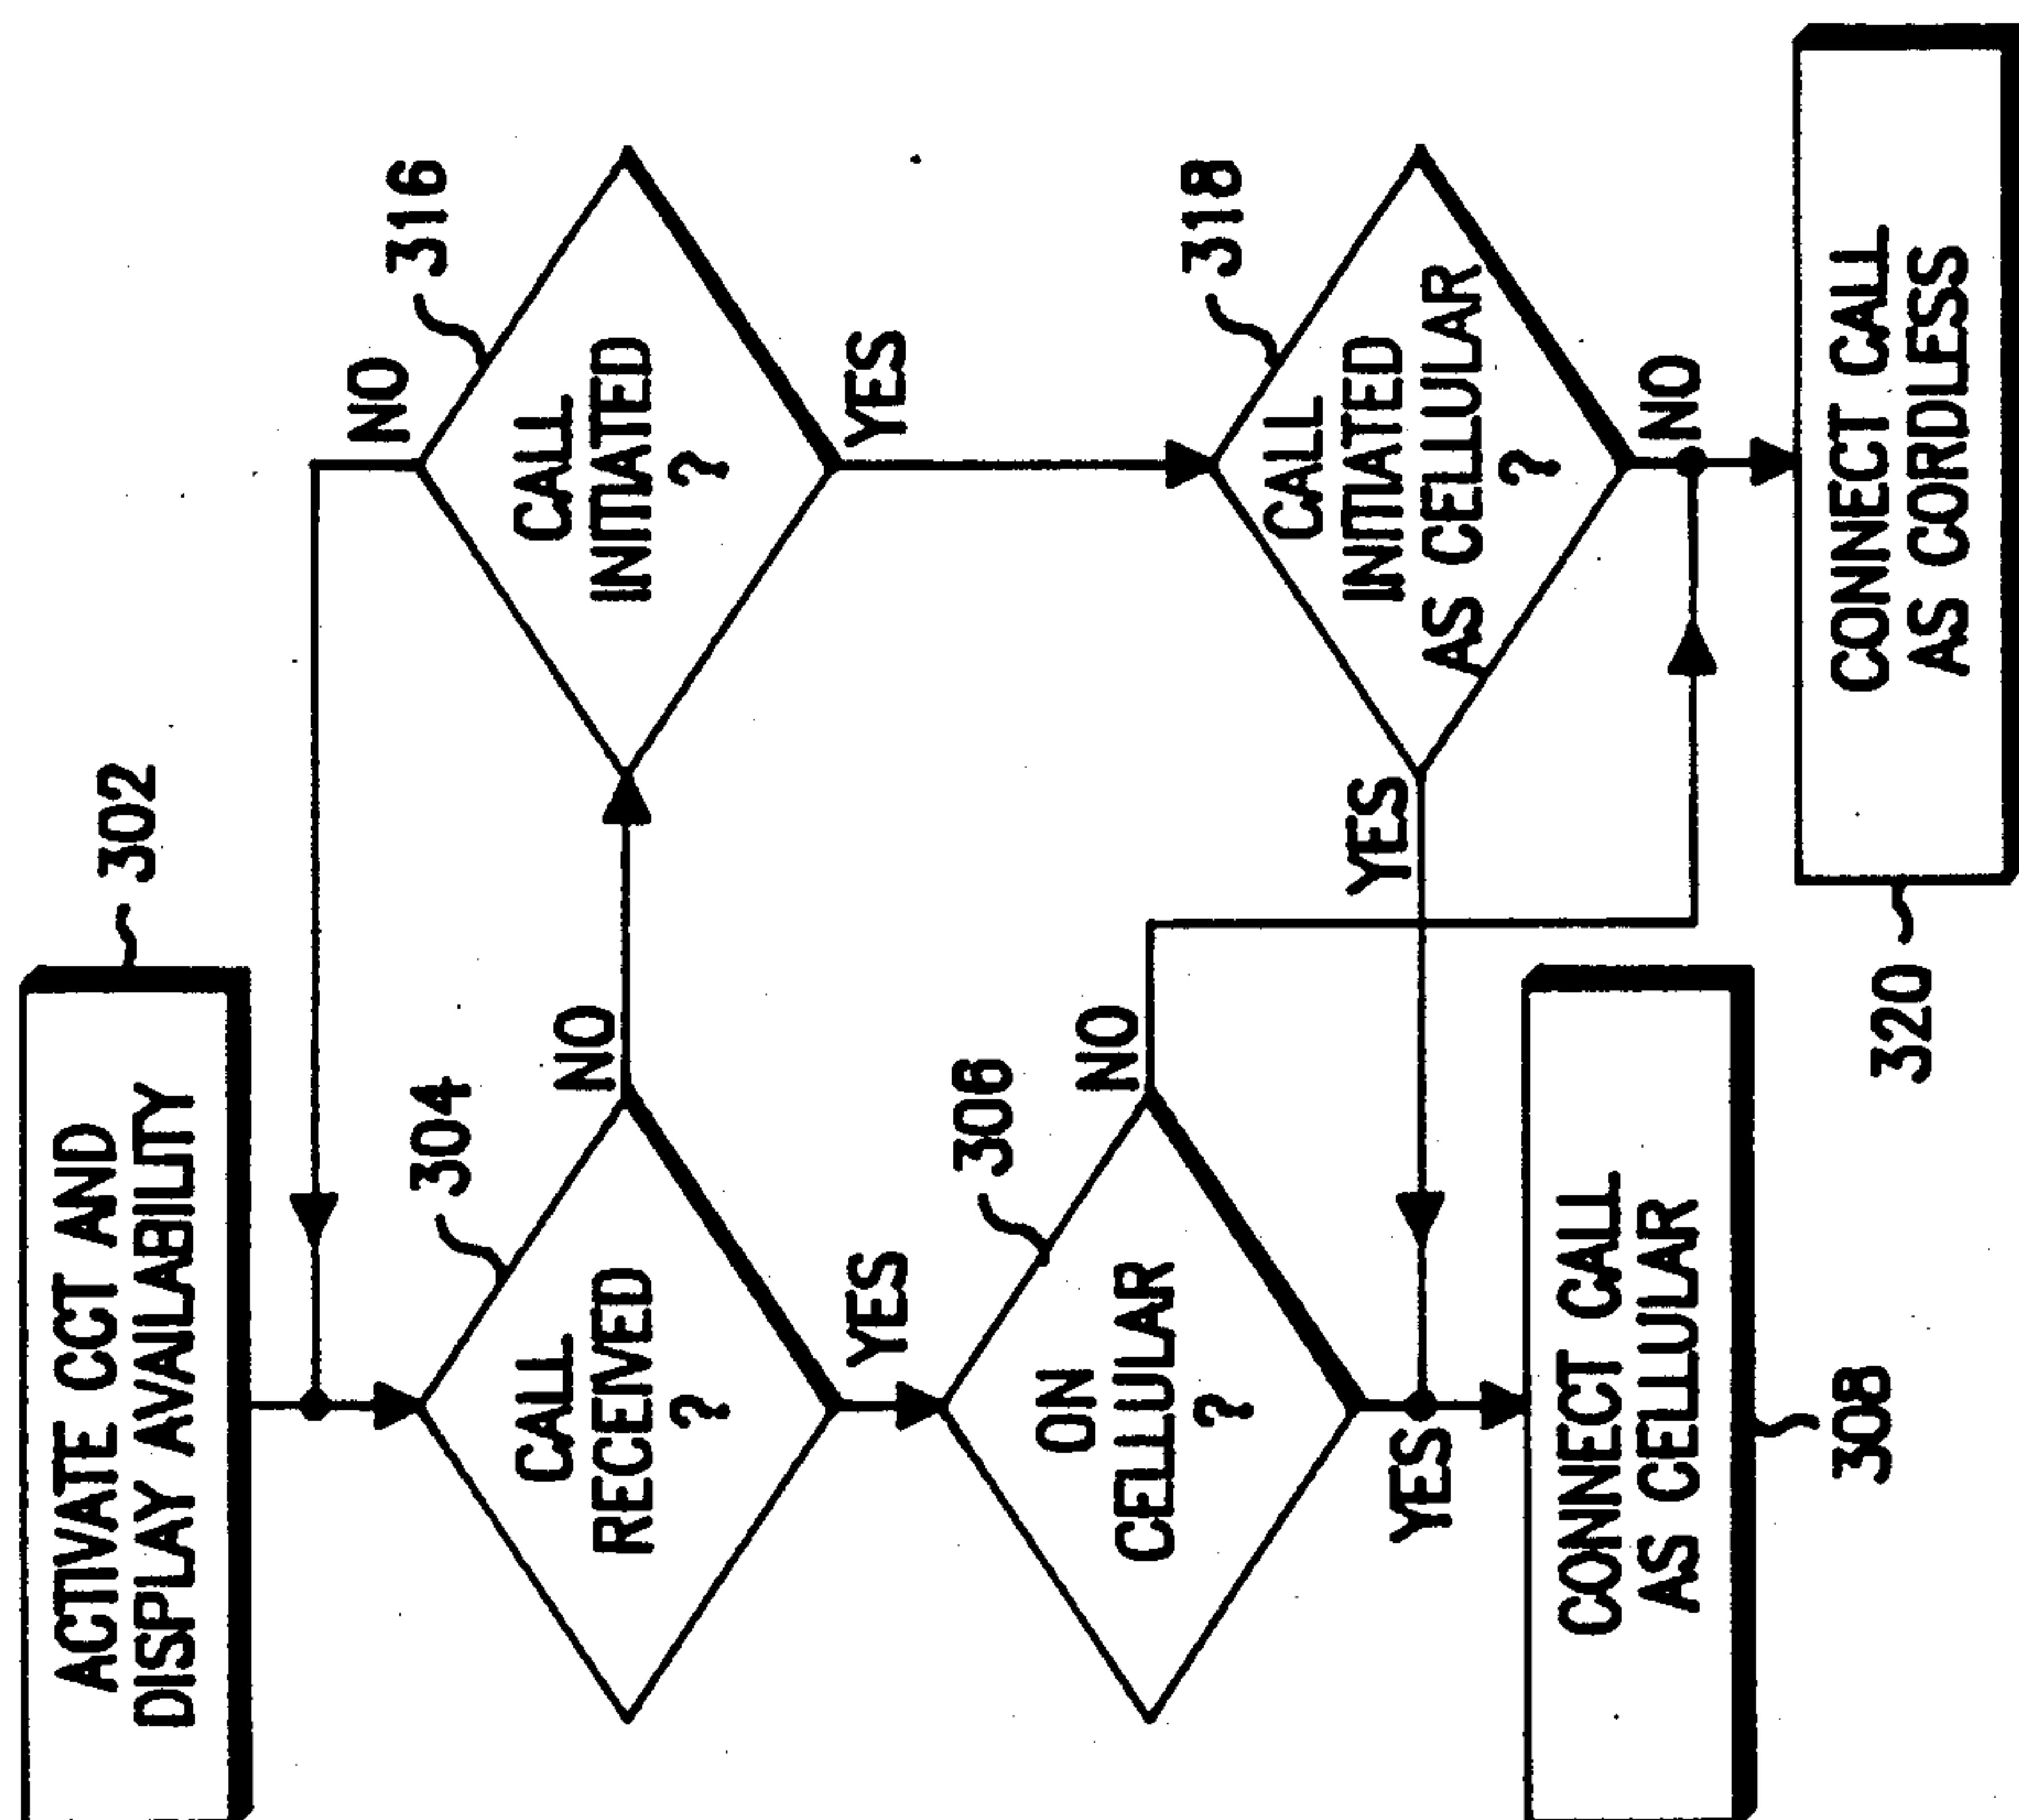 302
ACTIVATE CCT AND
DISPLAY AVAILABILITY
304
CALL
RECEIVED
?
NO
YES
316
NO
CALL
INITIATED
?
YES
306
ON
CELLULAR
?
NO
YES
318
CALL
INITIATED
AS CELLULAR
?
YES
NO
CONNECT CALL
AS CELLULAR
308
CONNECT CALL
AS CORDLESS
320